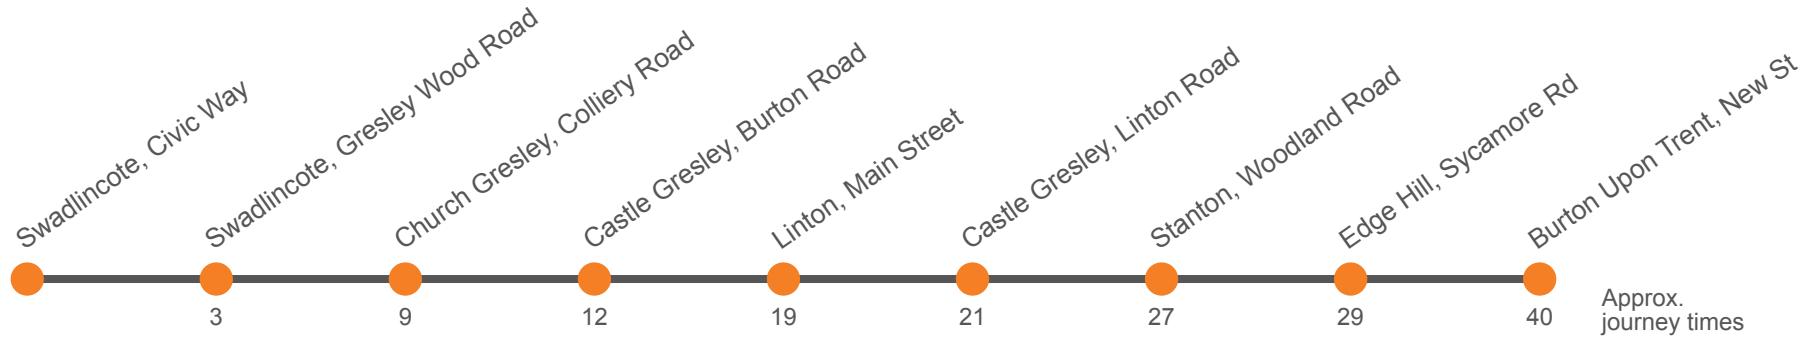 Swadlincote, Civic Way
Swadlincote, Gresley Wood Road
Church Gresley, Colliery Road
Castle Gresley, Burton Road
Linton, Main Street
Castle Gresley, Linton Road
Stanton, Woodland Road
Edge Hill, Sycamore Rd
Burton Upon Trent, New St
3
9
12
19
21
27
29
40
Approx.
journey times